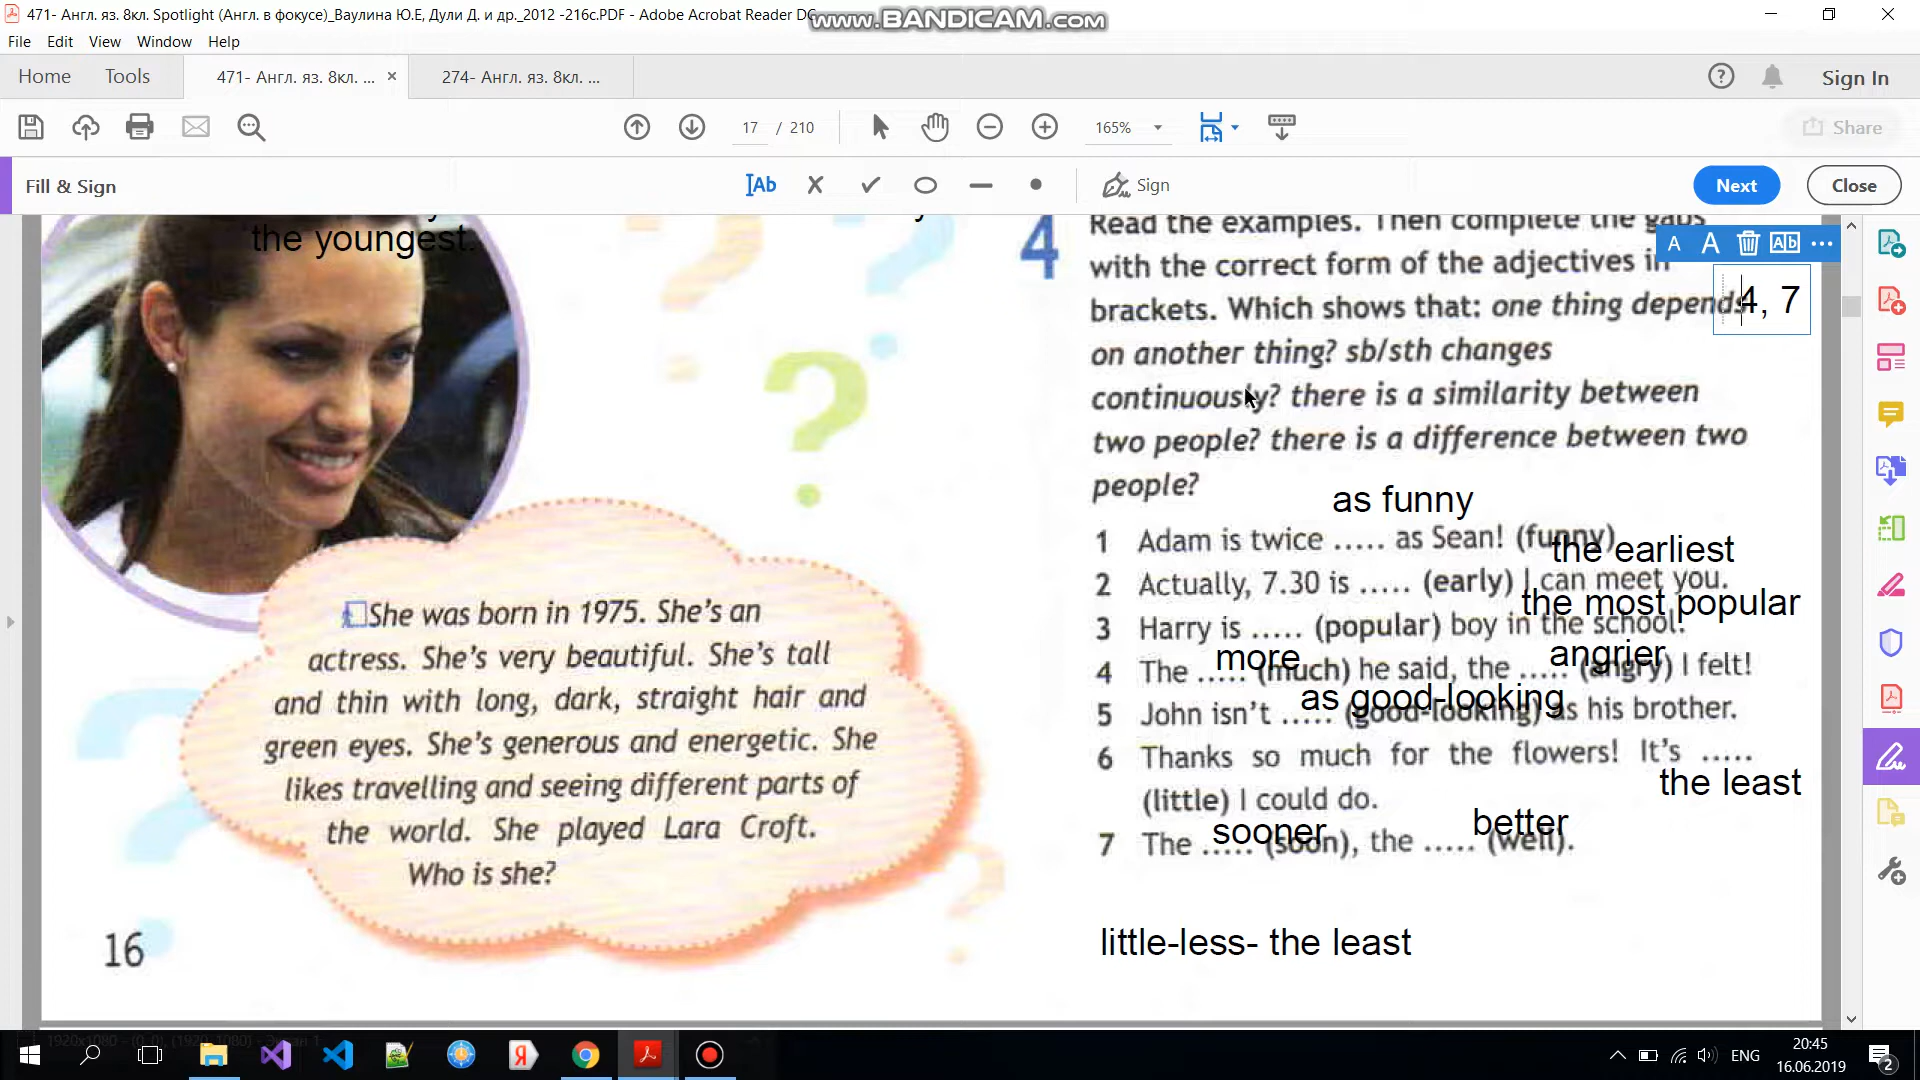 471- Англ. яз. 8кл. Spotlight (Англ. в фокусе)_Ваулина Ю.Е, Дули Д. и др._2012 -216с.PDF - Adobe Acrobat Reader DC
www.BANDICAM.com
File Edit View Window Help
Home Tools 471- Англ. яз. 8кл. ... 274- Англ. яз. 8кл. ... Sign In
17 / 210 165% Share
Fill & Sign Ab Sign Next Close
the youngest.
4
Read the examples. Then complete the gaps
with the correct form of the adjectives in
brackets. Which shows that: one thing depends
4, 7
on another thing? sb/sth changes
continuously? there is a similarity between
two people? there is a difference between two
people?
as funny
1 Adam is twice ..... as Sean! (funny)
the earliest
2 Actually, 7.30 is ..... (early) I can meet you.
the most popular
3 Harry is ..... (popular) boy in the school.
more angrier
4 The ..... (much) he said, the ..... (angry) I felt!
as good-looking
5 John isn't ..... (good-looking) as his brother.
6 Thanks so much for the flowers! It's .....
the least
(little) I could do.
sooner better
7 The ..... (soon), the ..... (well).
little-less- the least
She was born in 1975. She's an
actress. She's very beautiful. She's tall
and thin with long, dark, straight hair and
green eyes. She's generous and energetic. She
likes travelling and seeing different parts of
the world. She played Lara Croft.
Who is she?
16
ENG
20:45
16.06.2019
2